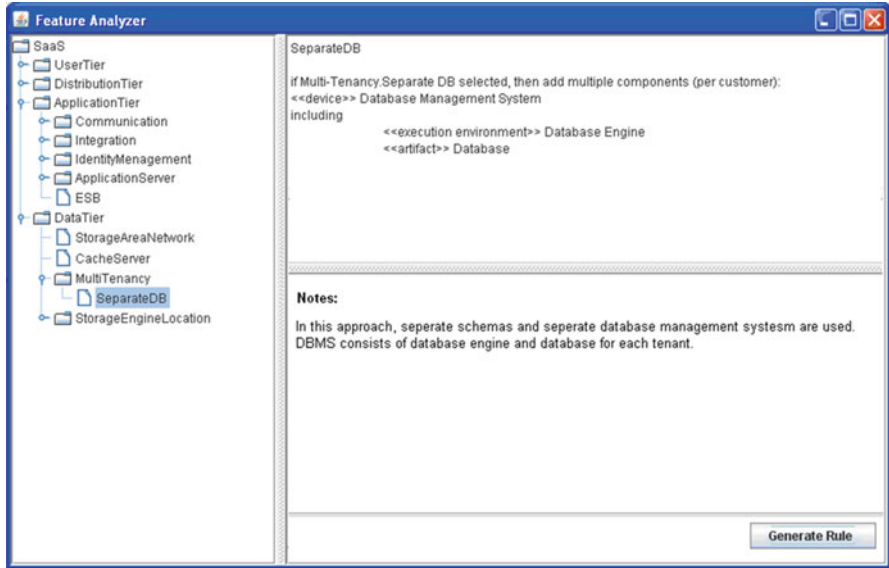 Feature Analyzer
SaaS
UserTier
DistributionTier
ApplicationTier
Communication
Integration
IdentityMenagement
ApplicationServer
ESB
DataTier
StorageAreaNetwork
CacheServer
MultiTenancy
SeparateDB
StorageEngineLocation
SeparateDB
if Multi-Tenancy.Separate DB selected, then add multiple components (per customer):
<<device>> Database Management System
including
<<execution environment>> Database Engine
<<artifact>> Database
Notes:
In this approach, seperate schemas and seperate database management systesm are used.
DBMS consists of database engine and database for each tenant.
Generate Rule